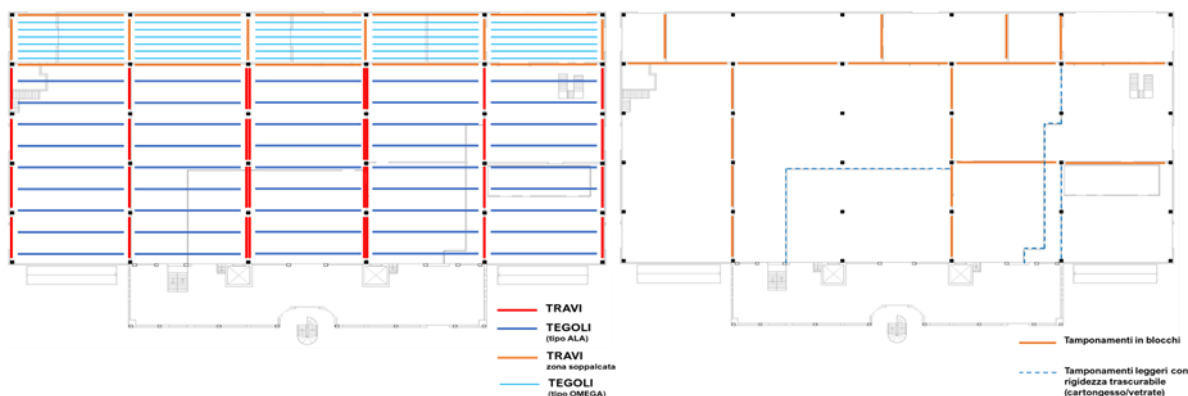 TRAVI
TEGOLI
(tipo ALA)
TRAVI
zona soppalcata
TEGOLI
(tipo OMEGA)
Tamponamenti in blocchi
Tamponamenti leggeri con
rigidezza trascurabile
(cartongesso/vetrate)